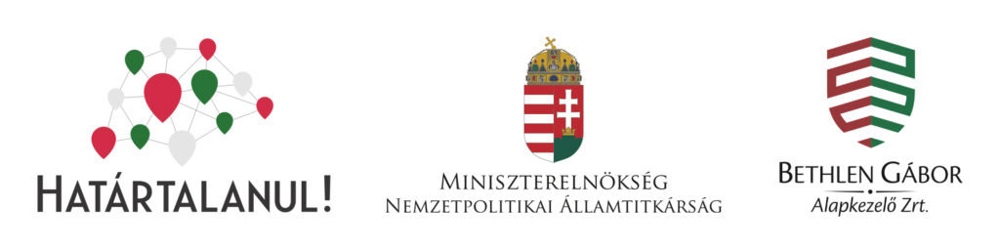 HATÁRTALANUL!
MINISZTERELNÖKSÉG
NEMZETPOLITIKAI ÁLLAMTITKÁRSÁG
BETHLEN GÁBOR
Alapkezelő Zrt.